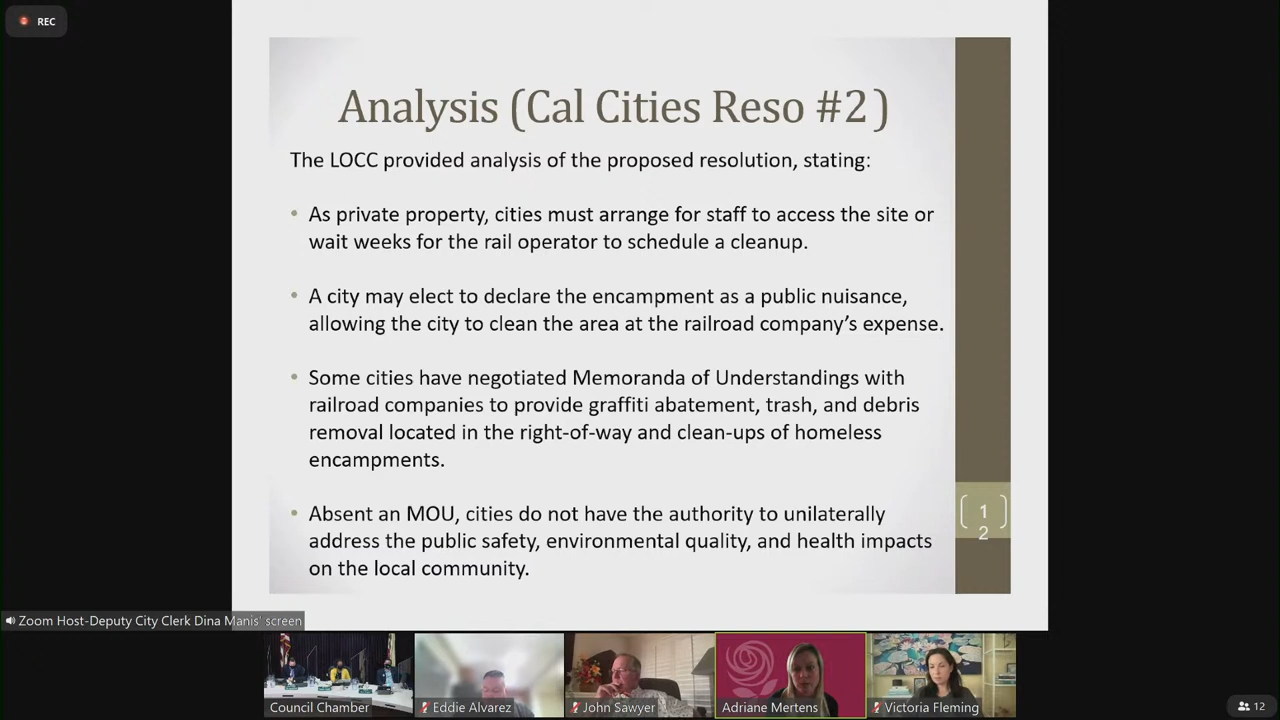 REC
Analysis (Cal Cities Reso #2)
The LOCC provided analysis of the proposed resolution, stating:
• As private property, cities must arrange for staff to access the site or
wait weeks for the rail operator to schedule a cleanup.
• A city may elect to declare the encampment as a public nuisance,
allowing the city to clean the area at the railroad company's expense.
• Some cities have negotiated Memoranda of Understandings with
railroad companies to provide graffiti abatement, trash, and debris
removal located in the right-of-way and clean-ups of homeless
encampments.
• Absent an MOU, cities do not have the authority to unilaterally
address the public safety, environmental quality, and health impacts
on the local community.
1
2
Zoom Host-Deputy City Clerk Dina Manis' screen
Council Chamber
Eddie Alvarez
John Sawyer
Adriane Mertens
Victoria Fleming
12